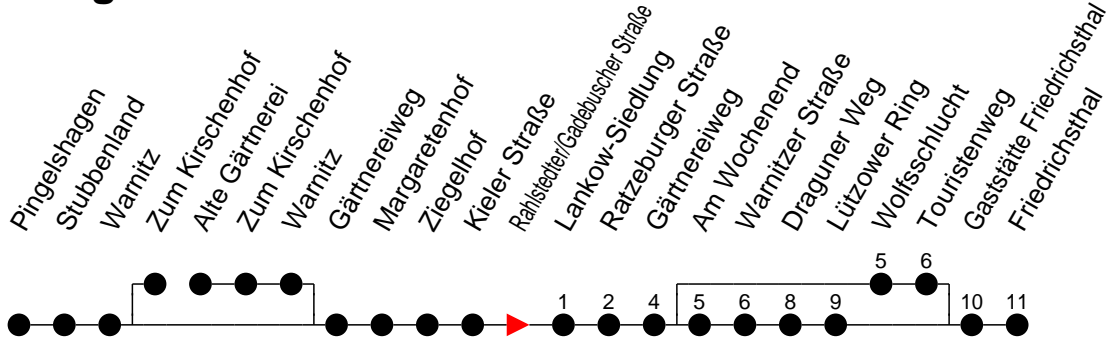 Pingelshagen
Stubbenland
Warnitz
Zum Kirschenhof
Alte Gärtnerei
Zum Kirschenhof
Warnitz
Gärtnereiweg
Margaretenhof
Ziegelhof
Kieler Straße
Rahlstedter/Gadebuscher Straße
Lankow-Siedlung
Ratzeburger Straße
Gärtnereiweg
Am Wochenend
Warnitzer Straße
Draguner Weg
Lützower Ring
Wolfsschlucht
Touristenweg
Gaststätte Friedrichsthal
Friedrichsthal
5 6
1 2 4 5 6 8 9 10 11